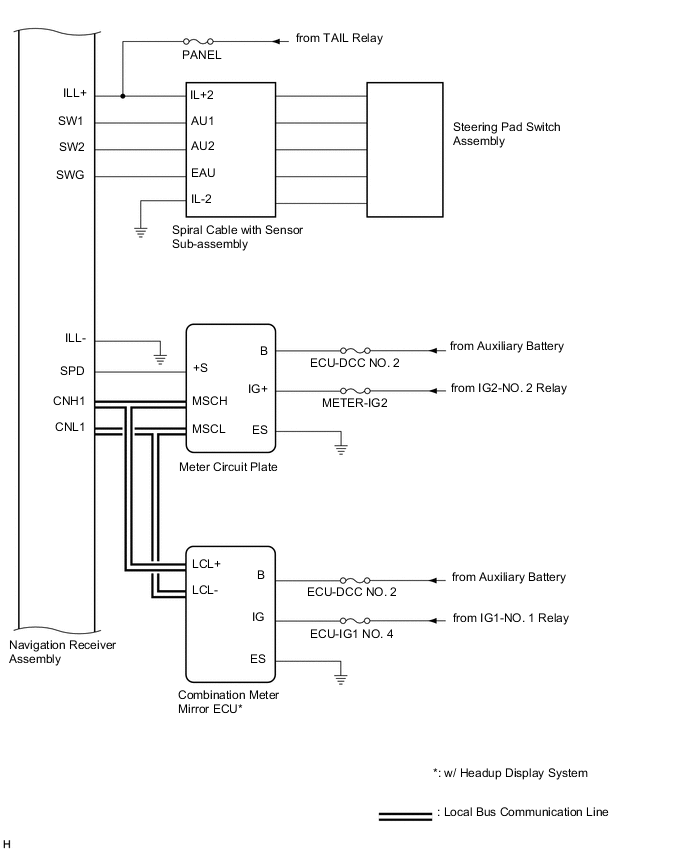 from TAIL Relay
PANEL
ILL+
IL+2
SW1
AU1
SW2
AU2
SWG
EAU
IL-2
Steering Pad Switch
Assembly
Spiral Cable with Sensor
Sub-assembly
ILL-
SPD
+S
CNH1
MSCH
CNL1
MSCL
B
ECU-DCC NO. 2
from Auxiliary Battery
IG+
METER-IG2
from IG2-NO. 2 Relay
ES
Meter Circuit Plate
LCL+
LCL-
B
ECU-DCC NO. 2
from Auxiliary Battery
IG
ECU-IG1 NO. 4
from IG1-NO. 1 Relay
ES
Navigation Receiver
Assembly
Combination Meter
Mirror ECU*
*: w/ Headup Display System
: Local Bus Communication Line
H